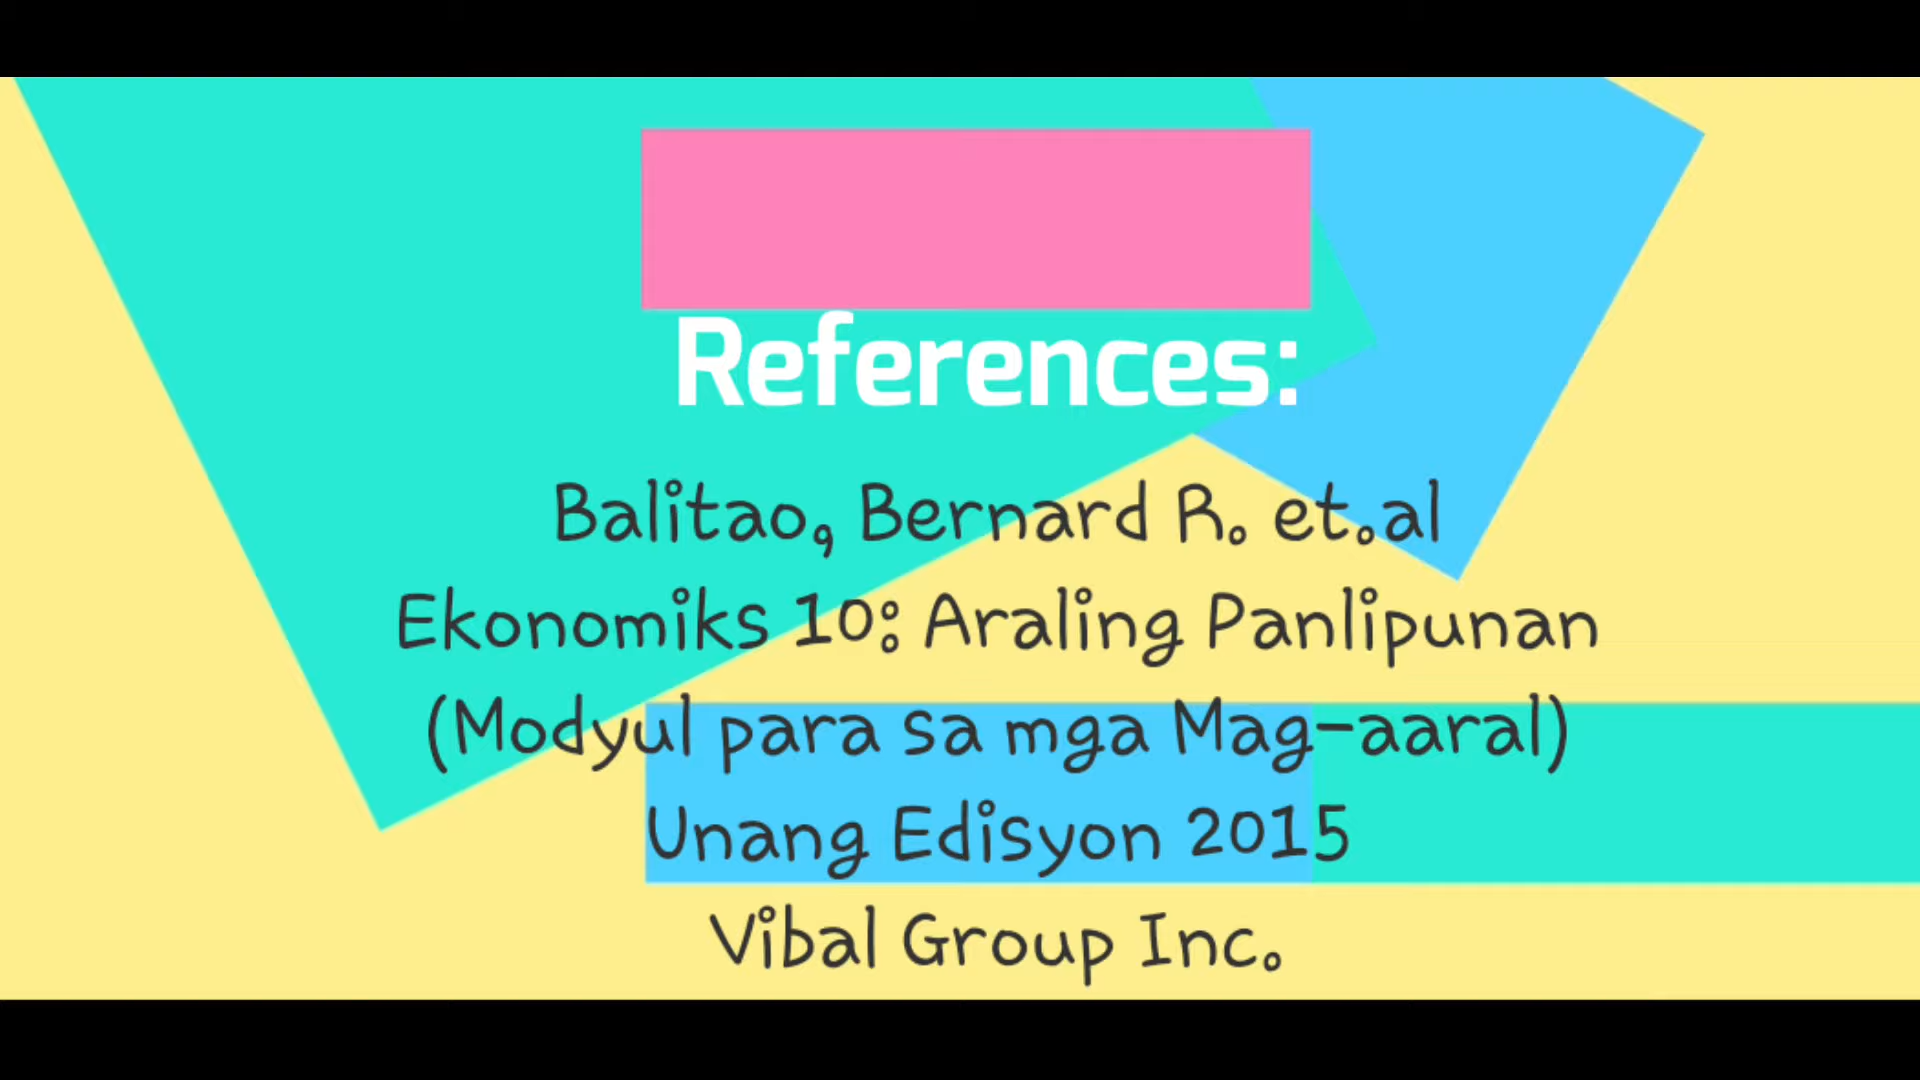 References:
Balitao, Bernard R. et.al
Ekonomiks 10: Araling Panlipunan
(Modyul para sa mga Mag-aaral)
Unang Edisyon 2015
Vibal Group Inc.